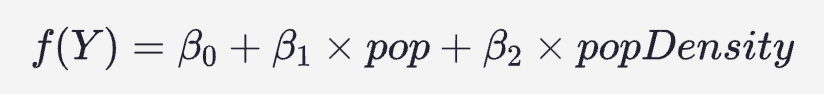 f(Y) = β₀ + β₁ × pop + β₂ × popDensity